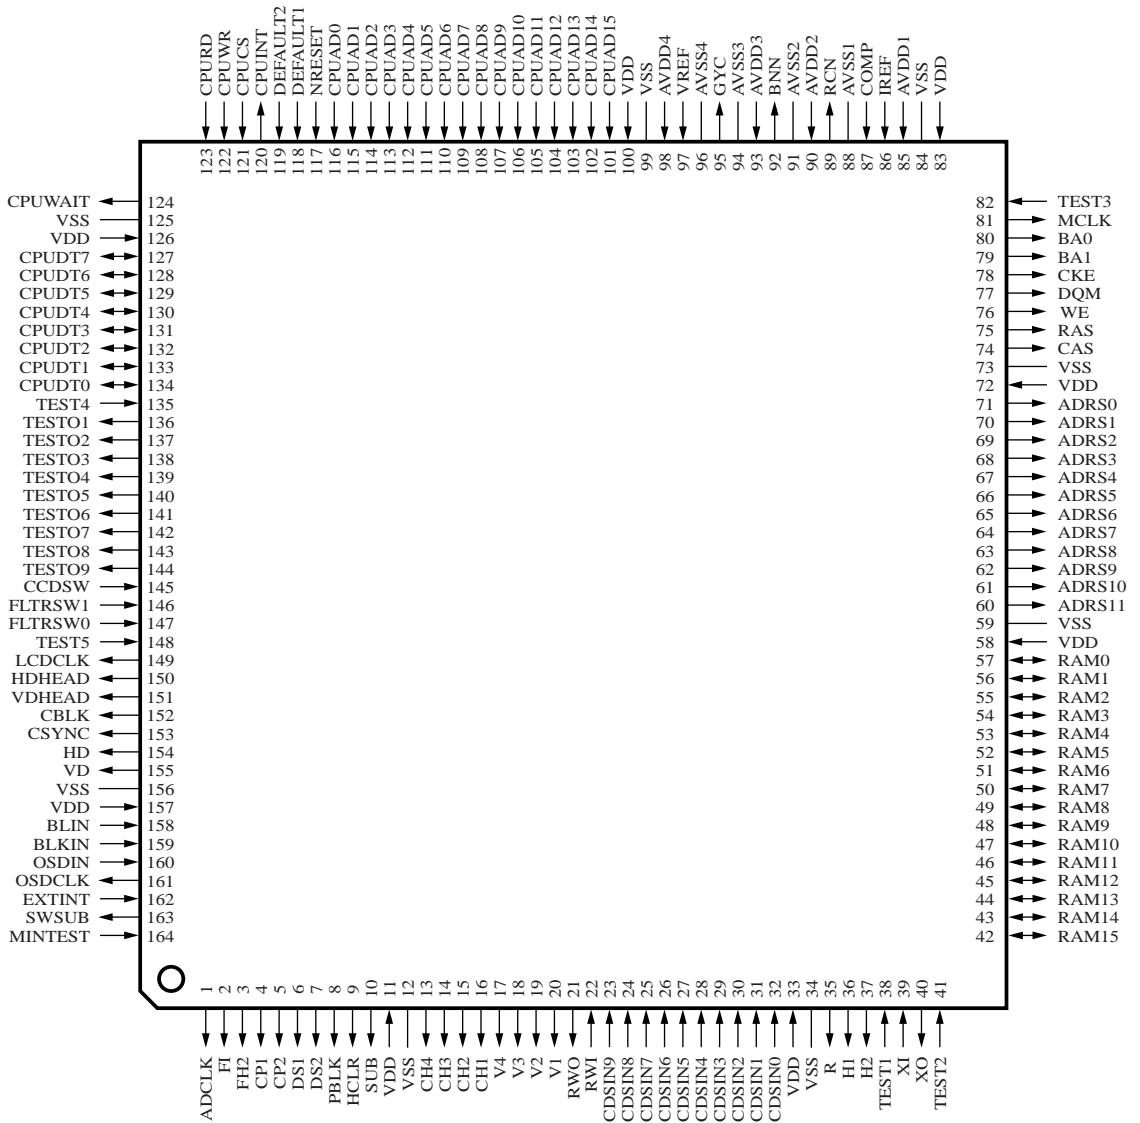 CPURD
CPUWR
CPUCS
CPUINT
DEFAULT2
DEFAULT1
NRESET
CPUAD0
CPUAD1
CPUAD2
CPUAD3
CPUAD4
CPUAD5
CPUAD6
CPUAD7
CPUAD8
CPUAD9
CPUAD10
CPUAD11
CPUAD12
CPUAD13
CPUAD14
CPUAD15
VDD
VSS
AVDD4
VREF
AVSS4
GYC
AVSS3
AVDD3
BNN
AVSS2
AVDD2
RCN
AVSS1
COMP
IREF
AVDD1
VSS
VDD
123
122
121
120
119
118
117
116
115
114
113
112
111
110
109
108
107
106
105
104
103
102
101
100
99
98
97
96
95
94
93
92
91
90
89
88
87
86
85
84
83
CPUWAIT 124
VSS 125
VDD 126
CPUDT7 127
CPUDT6 128
CPUDT5 129
CPUDT4 130
CPUDT3 131
CPUDT2 132
CPUDT1 133
CPUDT0 134
TEST4 135
TESTO1 136
TESTO2 137
TESTO3 138
TESTO4 139
TESTO5 140
TESTO6 141
TESTO7 142
TESTO8 143
TESTO9 144
CCDSW 145
FLTRSW1 146
FLTRSW0 147
TEST5 148
LCDCLK 149
HDHEAD 150
VDHEAD 151
CBLK 152
CSYNC 153
HD 154
VD 155
VSS 156
VDD 157
BLIN 158
BLKIN 159
OSDIN 160
OSDCLK 161
EXTINT 162
SWSUB 163
MINTEST 164
82 TEST3
81 MCLK
80 BA0
79 BA1
78 CKE
77 DQM
76 WE
75 RAS
74 CAS
73 VSS
72 VDD
71 ADRS0
70 ADRS1
69 ADRS2
68 ADRS3
67 ADRS4
66 ADRS5
65 ADRS6
64 ADRS7
63 ADRS8
62 ADRS9
61 ADRS10
60 ADRS11
59 VSS
58 VDD
57 RAM0
56 RAM1
55 RAM2
54 RAM3
53 RAM4
52 RAM5
51 RAM6
50 RAM7
49 RAM8
48 RAM9
47 RAM10
46 RAM11
45 RAM12
44 RAM13
43 RAM14
42 RAM15
1
2
3
4
5
6
7
8
9
10
11
12
13
14
15
16
17
18
19
20
21
22
23
24
25
26
27
28
29
30
31
32
33
34
35
36
37
38
39
40
41
ADCLK
FI
FH2
CP1
CP2
DS1
DS2
PBLK
HCLR
SUB
VDD
VSS
CH4
CH3
CH2
CH1
V4
V3
V2
V1
RWO
RWI
CDSIN9
CDSIN8
CDSIN7
CDSIN6
CDSIN5
CDSIN4
CDSIN3
CDSIN2
CDSIN1
CDSIN0
VDD
VSS
R
H1
H2
TEST1
XI
XO
TEST2